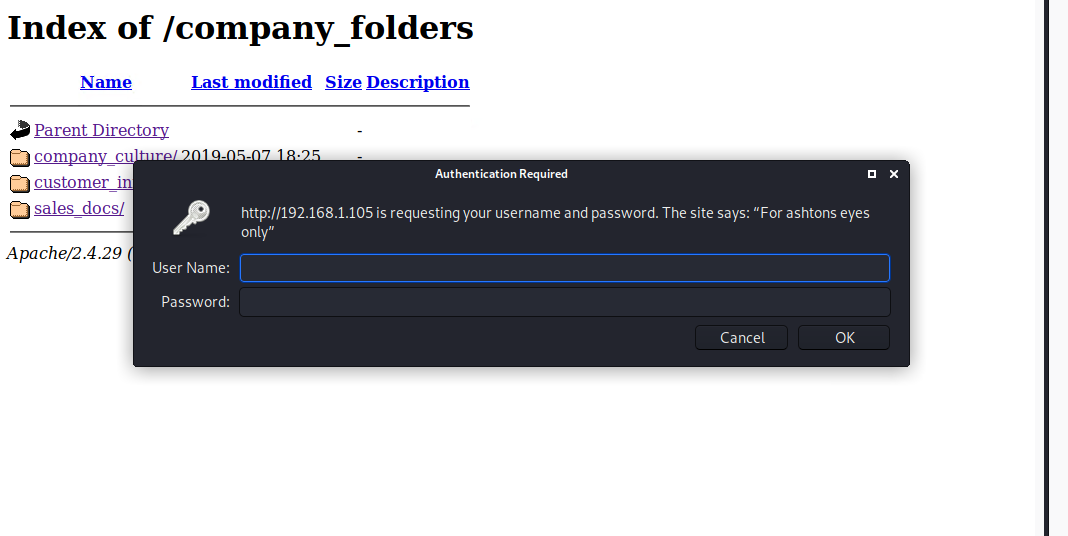 Index of /company_folders
Name Last modified Size Description
Parent Directory -
company_culture/ 2019-05-07 18:25 -
customer_in
sales_docs/
Apache/2.4.29 (
Authentication Required
http://192.168.1.105 is requesting your username and password. The site says: “For ashtons eyes
only”
User Name:
Password:
Cancel OK